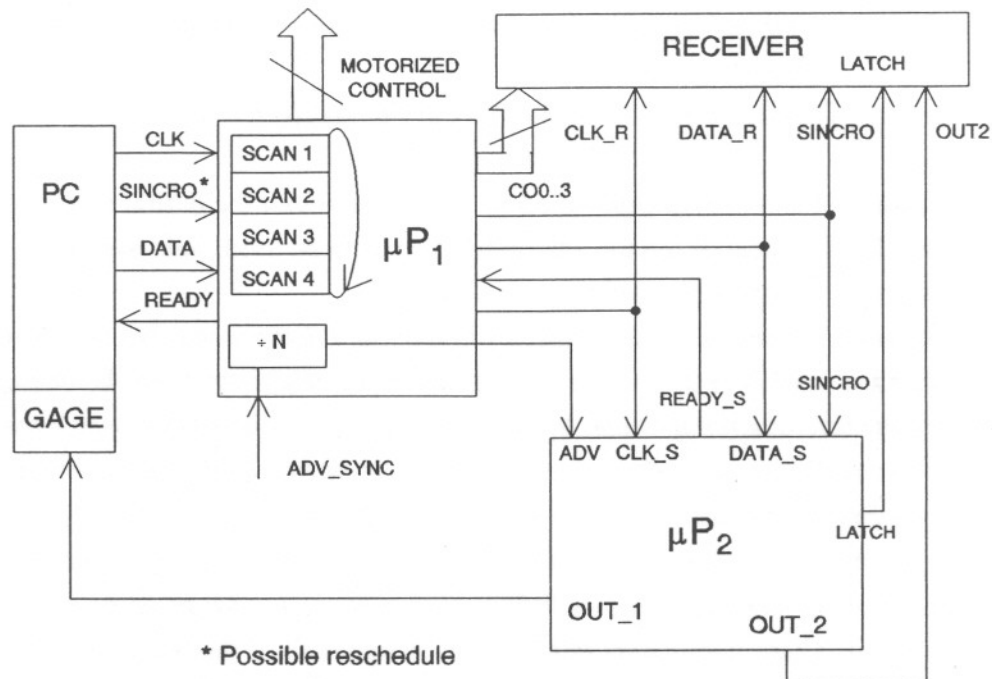 RECEIVER
LATCH
MOTORIZED
CONTROL
CLK_R
DATA_R
SINCRO
OUT2
PC
CLK
SINCRO*
DATA
READY
SCAN 1
SCAN 2
SCAN 3
SCAN 4
μP1
CO0..3
÷ N
GAGE
ADV_SYNC
READY_S
SINCRO
ADV
CLK_S
DATA_S
μP2
LATCH
OUT_1
OUT_2
* Possible reschedule